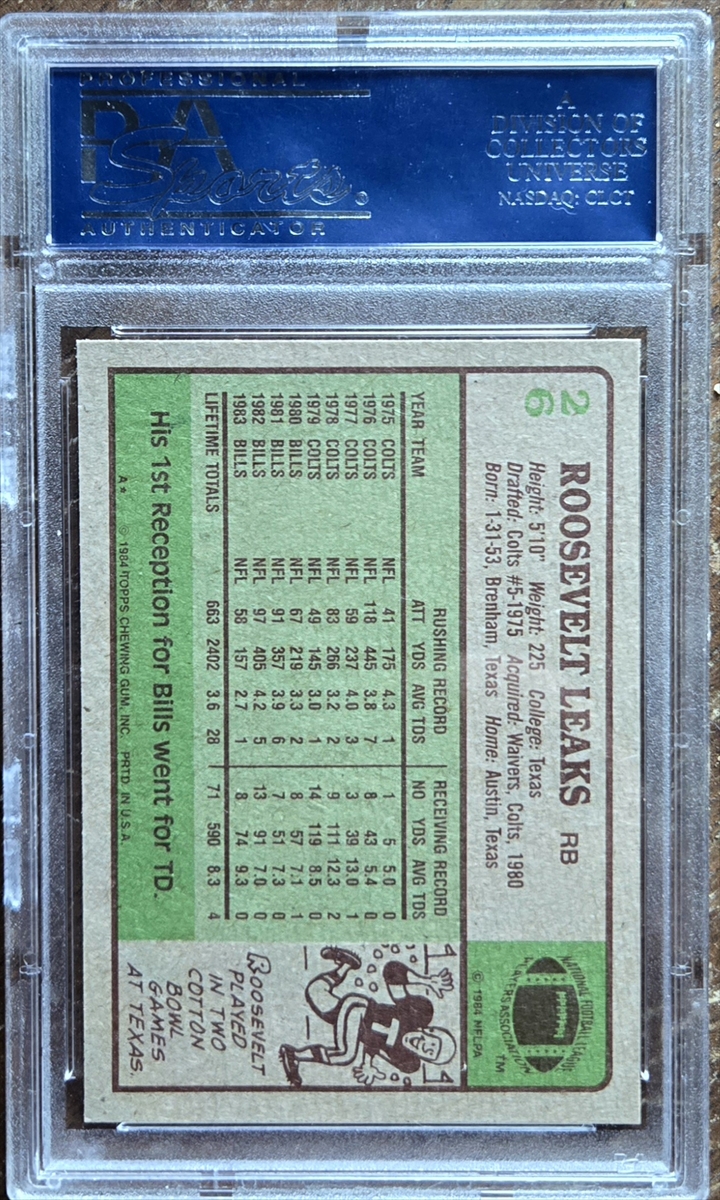 PROFESSIONAL
PSA
Sports®
AUTHENTICATOR
A
DIVISION OF
COLLECTORS
UNIVERSE
NASDAQ: CLCT
26
ROOSEVELT LEAKS RB
Height: 5'10" Weight: 225 College: Texas
Drafted: Colts #5-1975 Acquired: Waivers, Colts, 1980
Born: 1-31-53, Brenham, Texas Home: Austin, Texas
NATIONAL FOOTBALL LEAGUE
PLAYERS ASSOCIATION
TM
© 1984 NFLPA
RUSHING RECORD RECEIVING RECORD
YEAR TEAM ATT YDS AVG TDS NO YDS AVG TDS
1975 COLTS NFL 41 175 4.3 1 1 5 5.0 0
1976 COLTS NFL 118 445 3.8 7 8 43 5.4 0
1977 COLTS NFL 59 237 4.0 3 3 39 13.0 1
1978 COLTS NFL 83 266 3.2 2 9 111 12.3 2
1979 COLTS NFL 49 145 3.0 1 14 119 8.5 0
1980 BILLS NFL 67 219 3.3 2 8 57 7.1 1
1981 BILLS NFL 91 357 3.9 6 7 51 7.3 0
1982 BILLS NFL 97 405 4.2 5 13 91 7.0 0
1983 BILLS NFL 58 157 2.7 1 8 74 9.3 0
LIFETIME TOTALS 663 2402 3.6 28 71 590 8.3 4
His 1st Reception for Bills went for TD.
A* © 1984 TOPPS CHEWING GUM, INC. PRTD. IN U.S.A.
4 4
T
ROOSEVELT
PLAYED
IN TWO
COTTON
BOWL
GAMES
AT TEXAS.